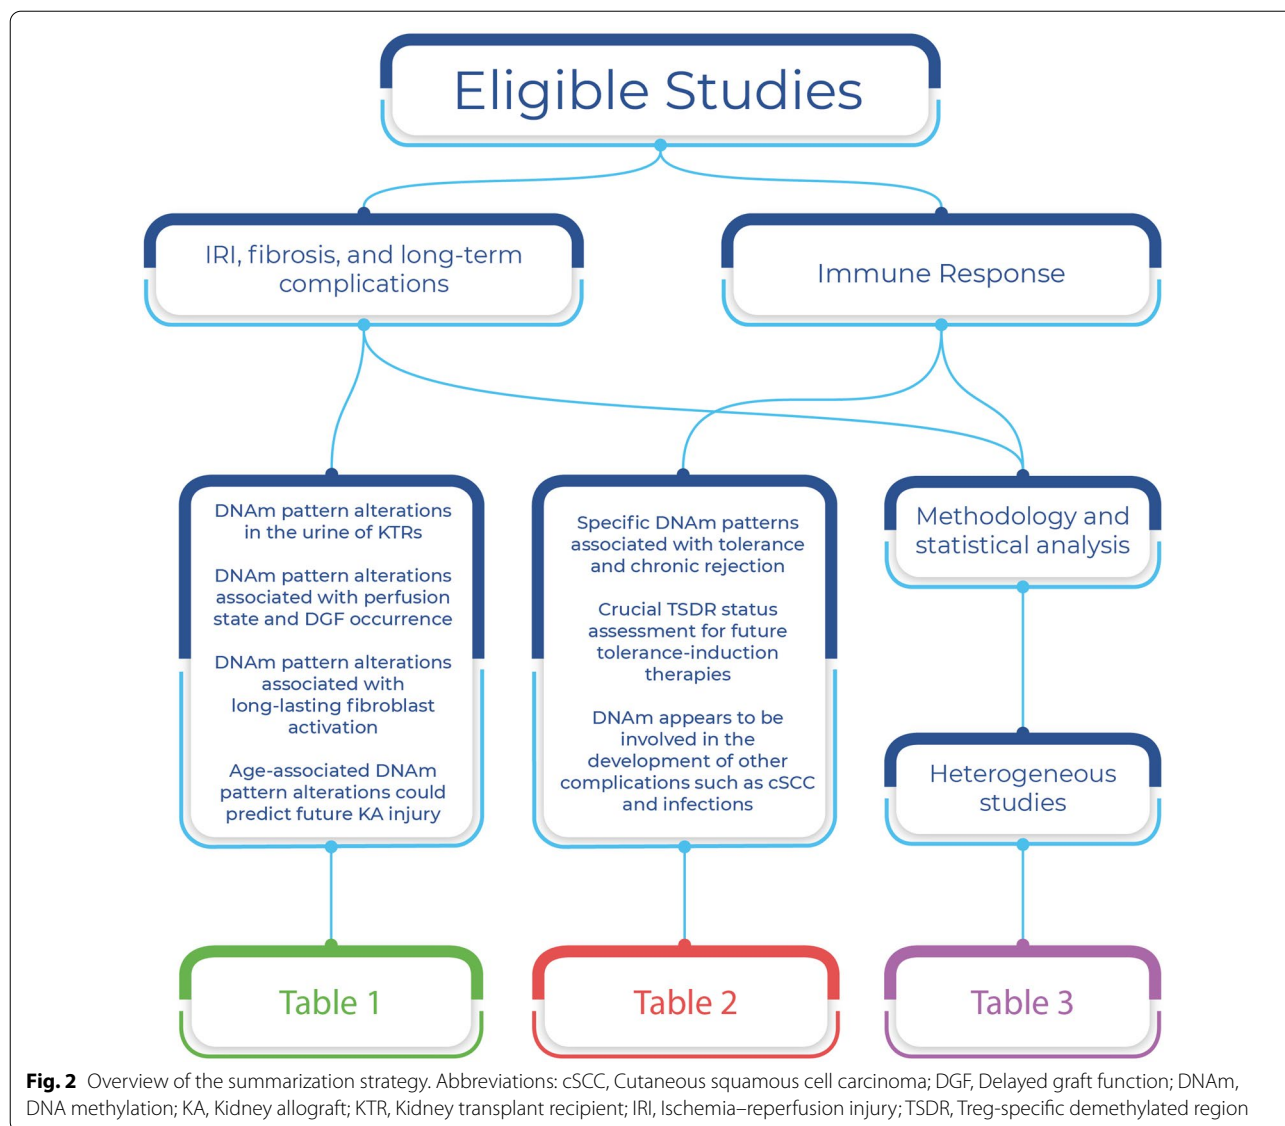 Eligible Studies
IRI, fibrosis, and long-term
complications
Immune Response
DNAm pattern alterations
in the urine of KTRs
DNAm pattern alterations
associated with perfusion
state and DGF occurrence
DNAm pattern alterations
associated with
long-lasting fibroblast
activation
Age-associated DNAm
pattern alterations could
predict future KA injury
Specific DNAm patterns
associated with tolerance
and chronic rejection
Crucial TSDR status
assessment for future
tolerance-induction
therapies
DNAm appears to be
involved in the
development of other
complications such as cSCC
and infections
Methodology and
statistical analysis
Heterogeneous
studies
Table 1
Table 2
Table 3
Fig. 2 Overview of the summarization strategy. Abbreviations: cSCC, Cutaneous squamous cell carcinoma; DGF, Delayed graft function; DNAm,
DNA methylation; KA, Kidney allograft; KTR, Kidney transplant recipient; IRI, Ischemia–reperfusion injury; TSDR, Treg-specific demethylated region